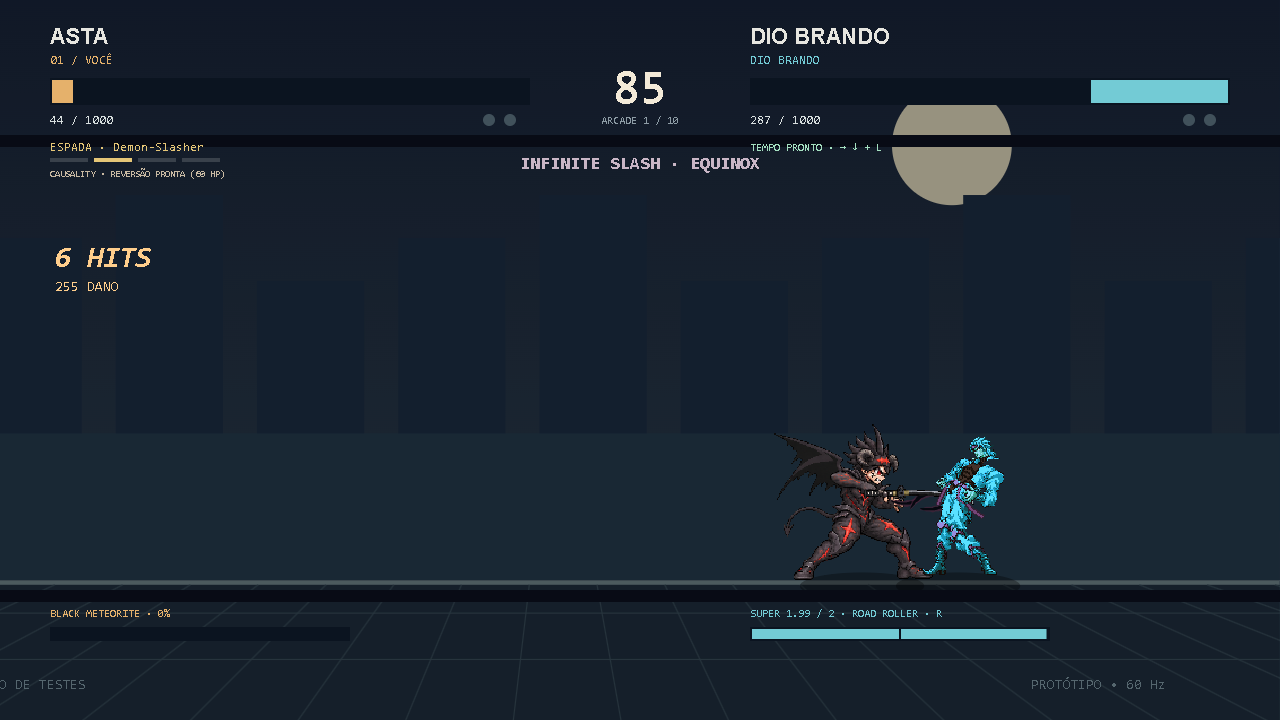 ASTA
01 / VOCÊ
44 / 1000
85
ARCADE 1 / 10
DIO BRANDO
DIO BRANDO
287 / 1000
ESPADA · Demon-Slasher
CAUSALITY · REVERSÃO PRONTA (60 HP)
INFINITE SLASH · EQUINOX
TEMPO PRONTO · → ↓ + L
6 HITS
255 DANO
BLACK METEORITE · 0%
SUPER 1.99 / 2 · ROAD ROLLER · R
O DE TESTES
PROTÓTIPO • 60 Hz